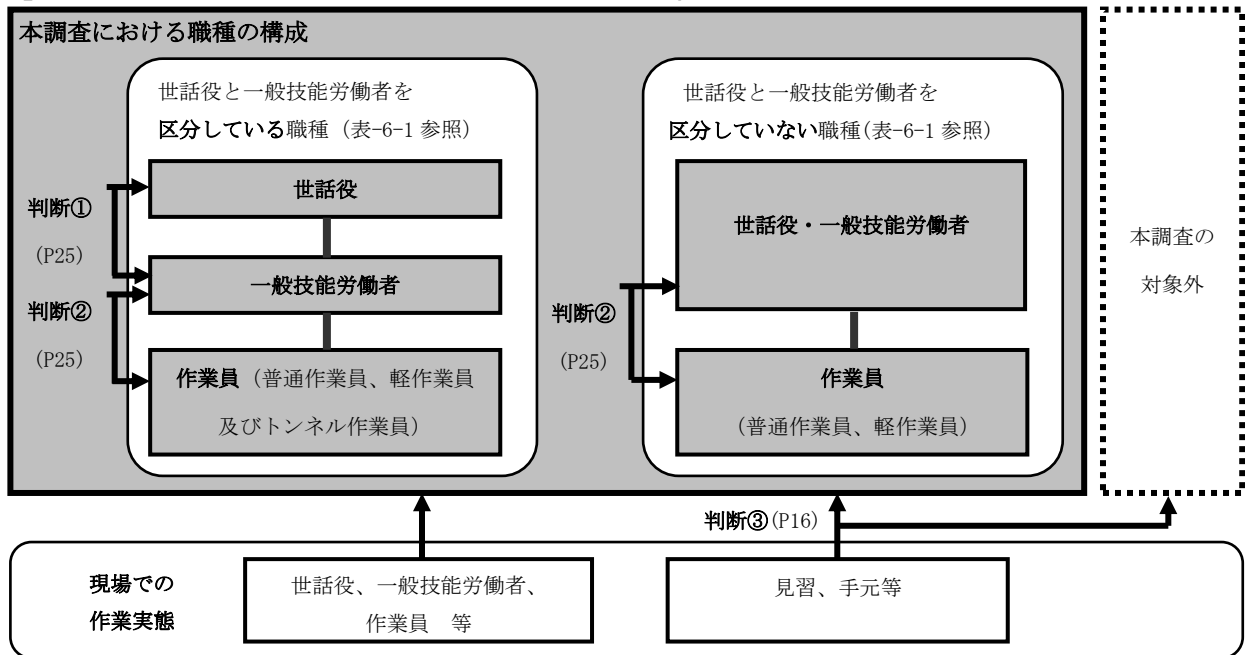 本調査における職種の構成
世話役と一般技能労働者を
区分している職種（表-6-1 参照）
世話役
一般技能労働者
作業員（普通作業員、軽作業員
及びトンネル作業員）
判断①
(P25)
判断②
(P25)
世話役と一般技能労働者を
区分していない職種(表-6-1 参照)
世話役・一般技能労働者
作業員
（普通作業員、軽作業員）
判断②
(P25)
本調査の
対象外
判断③(P16)
現場での
作業実態
世話役、一般技能労働者、
作業員　等
見習、手元等